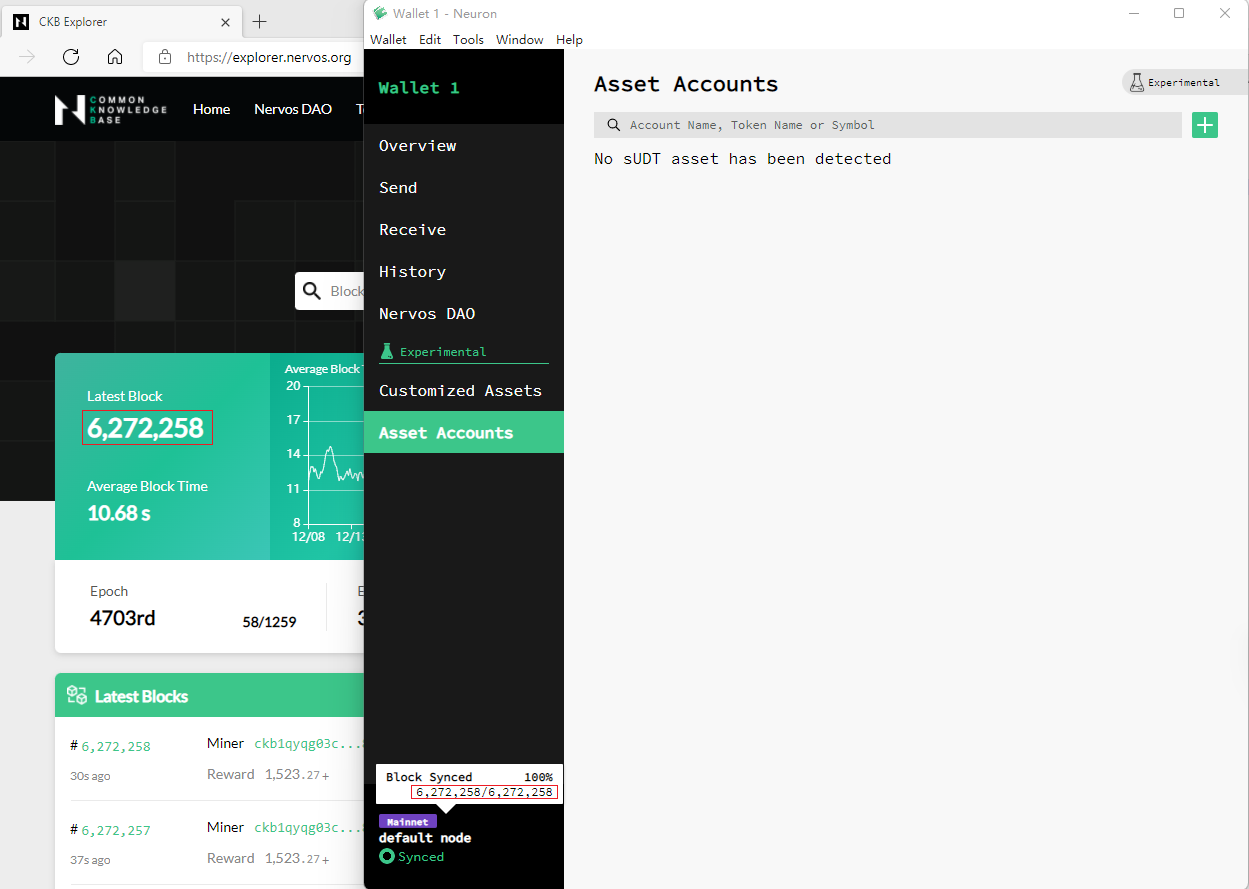 CKB Explorer
https://explorer.nervos.org
COMMON
KNOWLEDGE
BASE
Home Nervos DAO
Block
Latest Block
6,272,258
Average Block Time
10.68 s
Average Block
20
17
14
11
8
12/08
Epoch
4703rd
58/1259
Latest Blocks
# 6,272,258
30s ago
Miner ckb1qyqg03c...
Reward 1,523.27+
# 6,272,257
37s ago
Miner ckb1qyqg03c...
Reward 1,523.27+
Wallet 1 - Neuron
Wallet Edit Tools Window Help
Wallet 1
Overview
Send
Receive
History
Nervos DAO
Experimental
Customized Assets
Asset Accounts
Block Synced 100%
6,272,258/6,272,258
Mainnet
default node
Synced
Asset Accounts
Experimental
Account Name, Token Name or Symbol
No sUDT asset has been detected